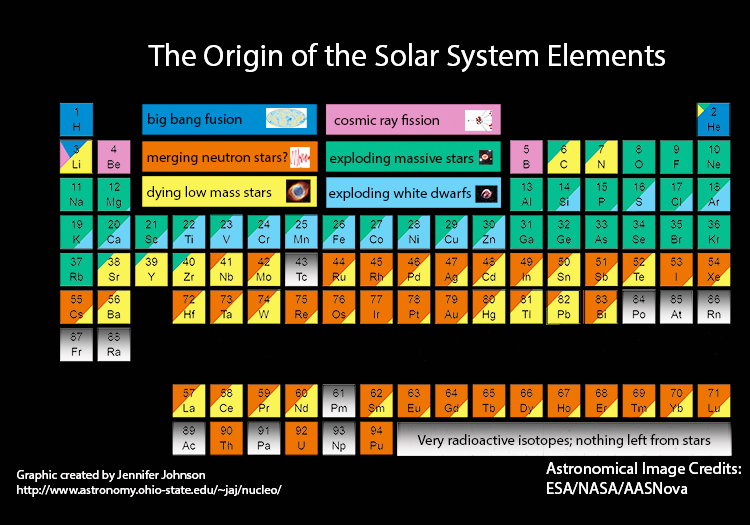 The Origin of the Solar System Elements
1 2
H big bang fusion cosmic ray fission He
3 4 merging neutron stars? exploding massive stars 5 6 7 8 9 10
Li Be B C N O F Ne
11 12 dying low mass stars exploding white dwarfs 13 14 15 16 17 18
Na Mg Al Si P S Cl Ar
19 20 21 22 23 24 25 26 27 28 29 30 31 32 33 34 35 36
K Ca Sc Ti V Cr Mn Fe Co Ni Cu Zn Ga Ge As Se Br Kr
37 38 39 40 41 42 43 44 45 46 47 48 49 50 51 52 53 54
Rb Sr Y Zr Nb Mo Tc Ru Rh Pd Ag Cd In Sn Sb Te I Xe
55 56 72 73 74 75 76 77 78 79 80 81 82 83 84 85 86
Cs Ba Hf Ta W Re Os Ir Pt Au Hg Tl Pb Bi Po At Rn
87 88
Fr Ra
57 58 59 60 61 62 63 64 65 66 67 68 69 70 71
La Ce Pr Nd Pm Sm Eu Gd Tb Dy Ho Er Tm Yb Lu
89 90 91 92 93 94 Very radioactive isotopes; nothing left from stars
Ac Th Pa U Np Pu
Graphic created by Jennifer Johnson
http://www.astronomy.ohio-state.edu/~jaj/nucleo/
Astronomical Image Credits:
ESA/NASA/AASNova